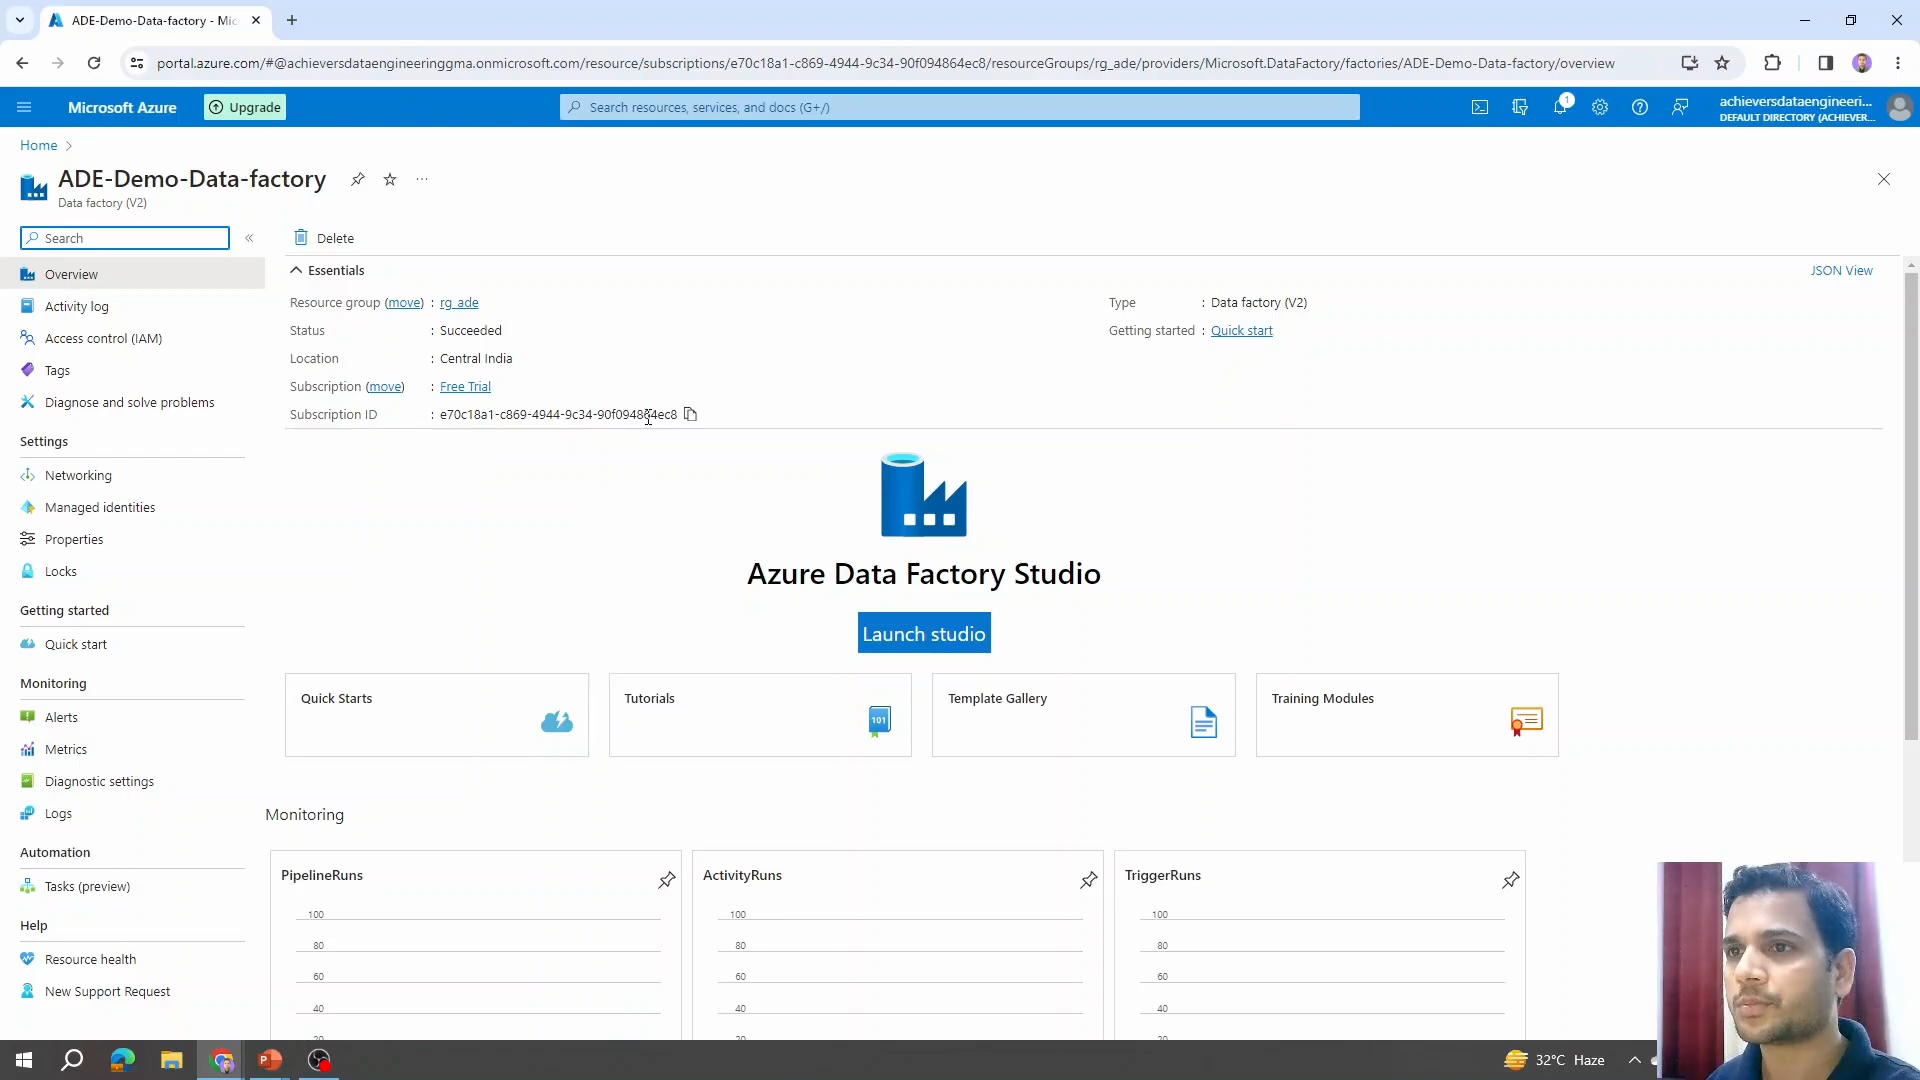 ADE-Demo-Data-factory - Mic
portal.azure.com/#@achieversdataengineeringgma.onmicrosoft.com/resource/subscriptions/e70c18a1-c869-4944-9c34-90f094864ec8/resourceGroups/rg_ade/providers/Microsoft.DataFactory/factories/ADE-Demo-Data-factory/overview
Microsoft Azure
Upgrade
Search resources, services, and docs (G+/)
1
achieversdataengineeri...
DEFAULT DIRECTORY (ACHIEVER...
Home
ADE-Demo-Data-factory
Data factory (V2)
Search
Overview
Activity log
Access control (IAM)
Tags
Diagnose and solve problems
Settings
Networking
Managed identities
Properties
Locks
Getting started
Quick start
Monitoring
Alerts
Metrics
Diagnostic settings
Logs
Automation
Tasks (preview)
Help
Resource health
New Support Request
Delete
Essentials
JSON View
Resource group (move) : rg_ade
Status : Succeeded
Location : Central India
Subscription (move) : Free Trial
Subscription ID : e70c18a1-c869-4944-9c34-90f094864ec8
Type : Data factory (V2)
Getting started : Quick start
Azure Data Factory Studio
Launch studio
Quick Starts
Tutorials
101
Template Gallery
Training Modules
Monitoring
PipelineRuns
100
80
60
40
20
ActivityRuns
100
80
60
40
20
TriggerRuns
100
80
60
40
20
32°C Haze